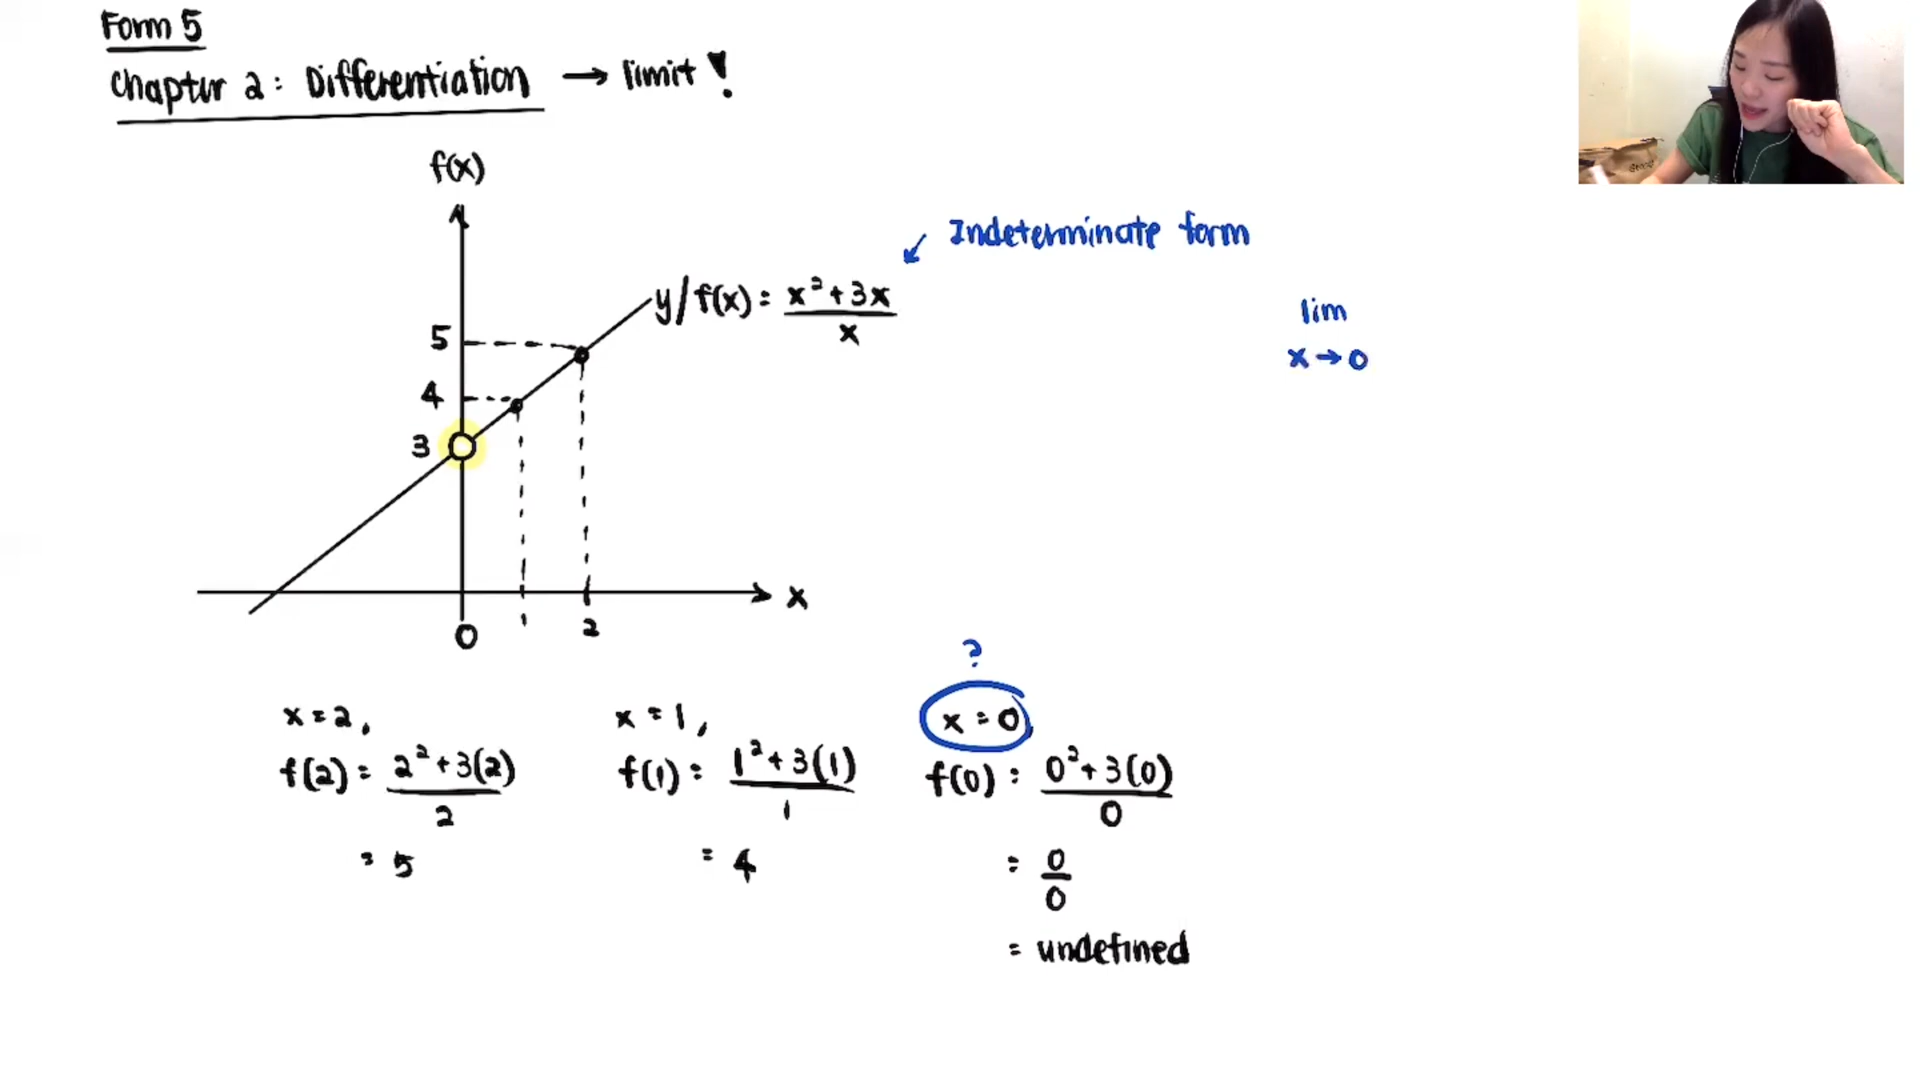 Form 5
Chapter 2: Differentiation → limit !
f(x)
Indeterminate form
y/f(x) = x² + 3x / x
lim
x → 0
5
4
3
x
0 1 2
?
x = 2,
f(2) = 2² + 3(2) / 2
= 5
x = 1,
f(1) = 1² + 3(1) / 1
= 4
x = 0,
f(0) = 0² + 3(0) / 0
= 0/0
= undefined